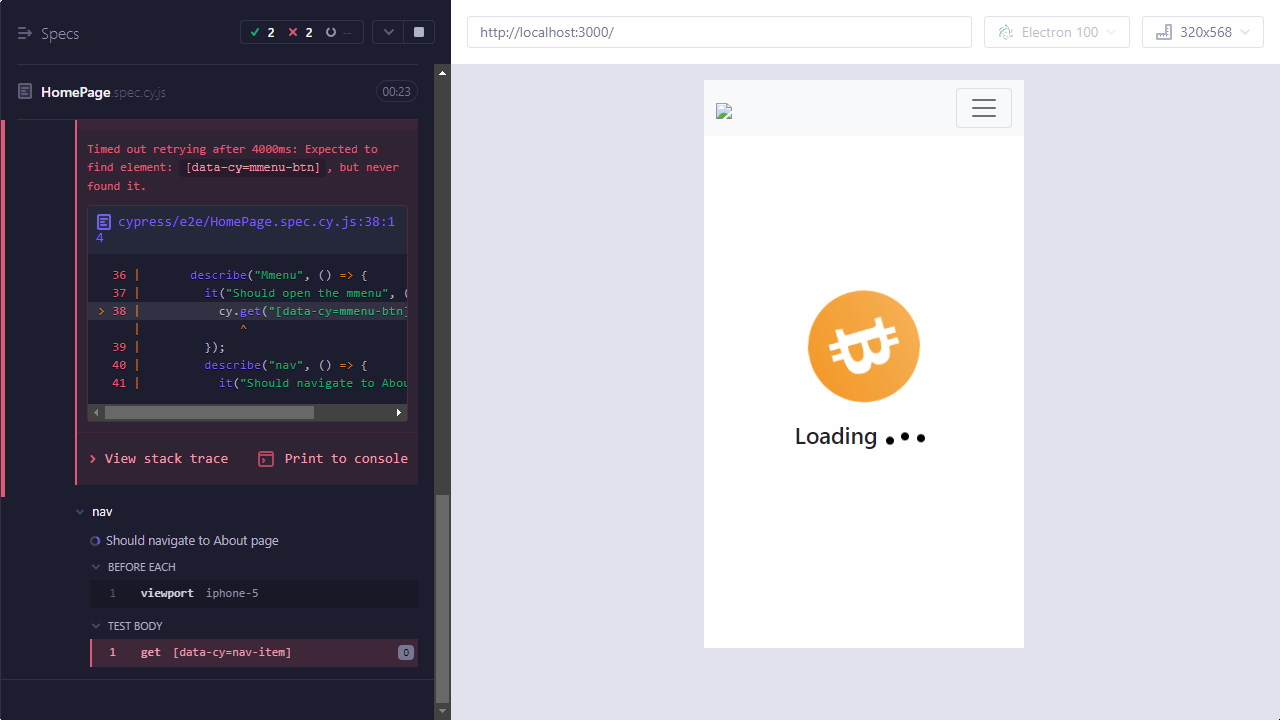 Specs
2
2
--
http://localhost:3000/
Electron 100
320x568
HomePage.spec.cy.js
00:23
Timed out retrying after 4000ms: Expected to
find element: [data-cy=mmenu-btn], but never
found it.
cypress/e2e/HomePage.spec.cy.js:38:1
4
36 | describe("Mmenu", () => {
37 | it("Should open the mmenu", (
> 38 | cy.get("[data-cy=mmenu-btn]
| ^
39 | });
40 | describe("nav", () => {
41 | it("Should navigate to Abou
View stack trace
Print to console
nav
Should navigate to About page
BEFORE EACH
1 viewport iphone-5
TEST BODY
1 get [data-cy=nav-item] 0
Loading